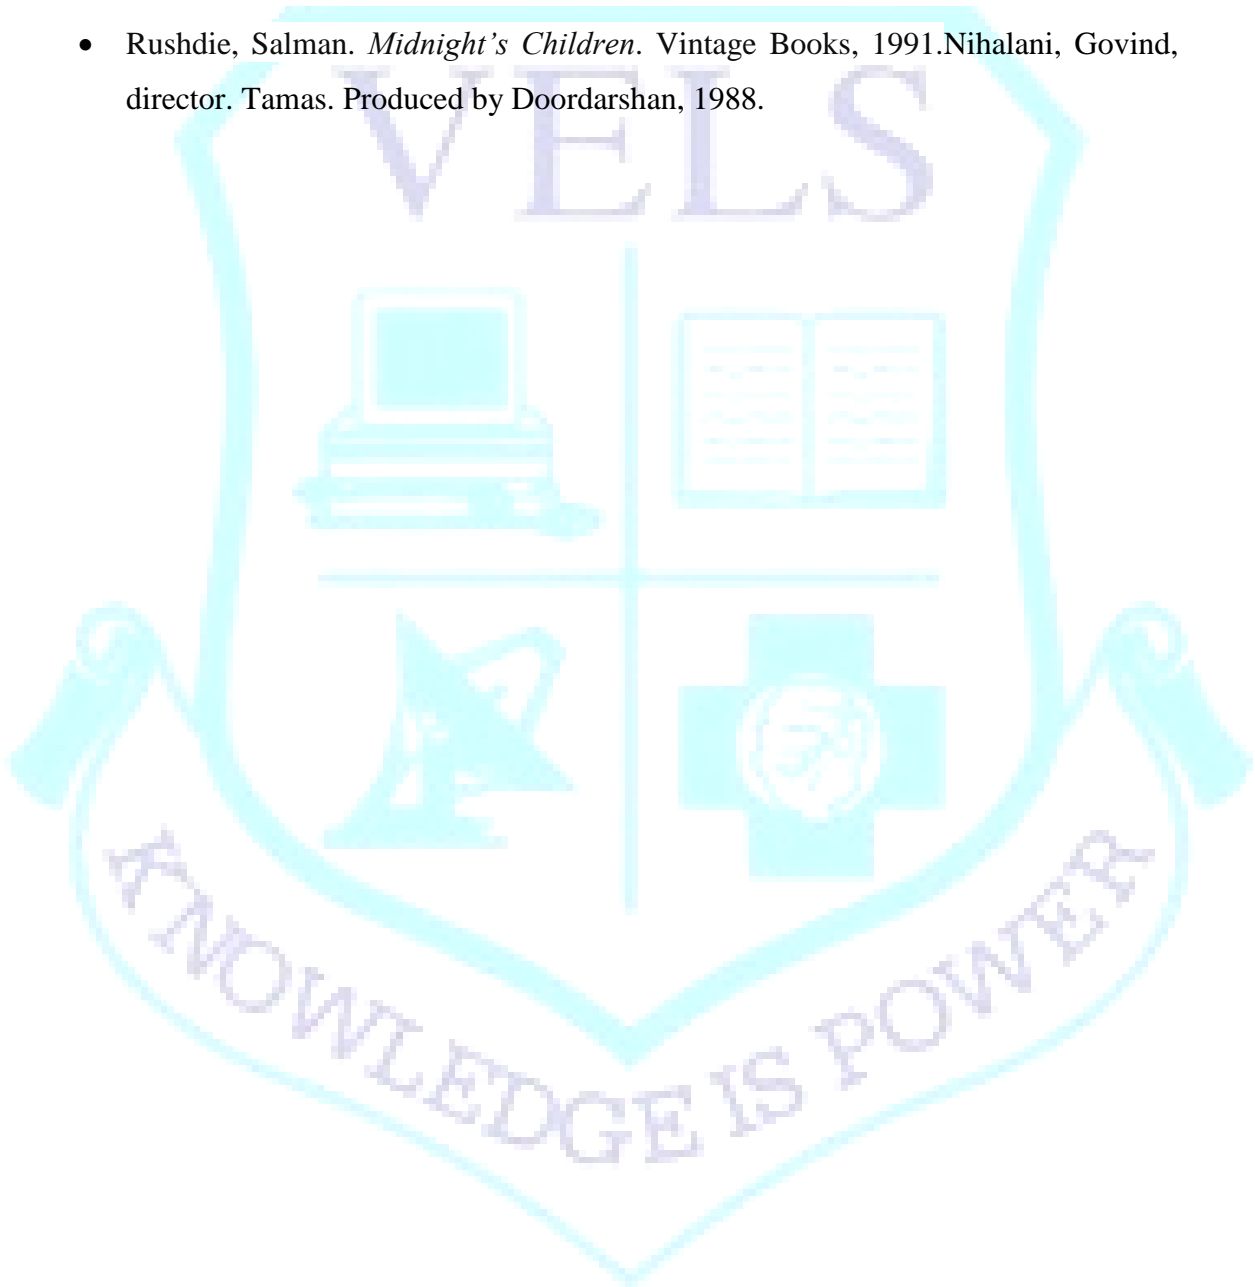 • Rushdie, Salman. Midnight’s Children. Vintage Books, 1991.Nihalani, Govind,
director. Tamas. Produced by Doordarshan, 1988.
VELS
KNOWLEDGE IS POWER